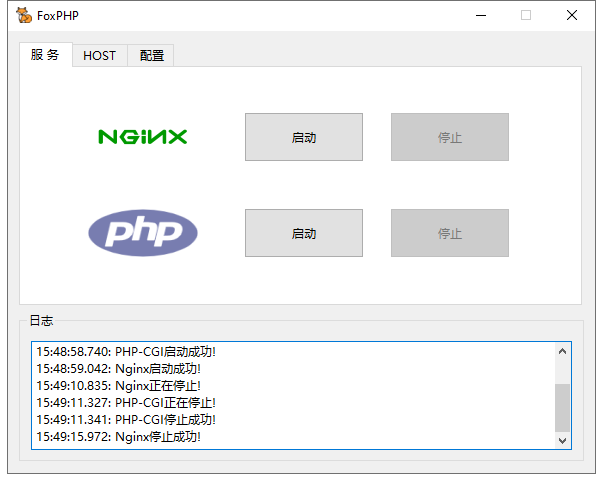 FoxPHP
服 务 HOST 配置
NGINX 启动 停止
php 启动 停止
日志
15:48:58.740: PHP-CGI启动成功!
15:48:59.042: Nginx启动成功!
15:49:10.835: Nginx正在停止!
15:49:11.327: PHP-CGI正在停止!
15:49:11.341: PHP-CGI停止成功!
15:49:15.972: Nginx停止成功!